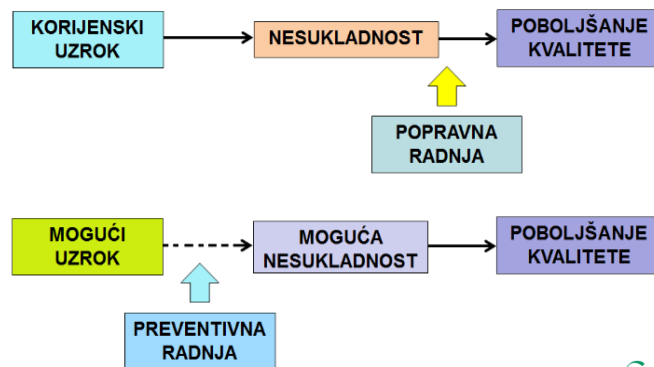 KORIJENSKI
UZROK
NESUKLADNOST
POBOLJŠANJE
KVALITETE
POPRAVNA
RADNJA
MOGUĆI
UZROK
MOGUĆA
NESUKLADNOST
POBOLJŠANJE
KVALITETE
PREVENTIVNA
RADNJA